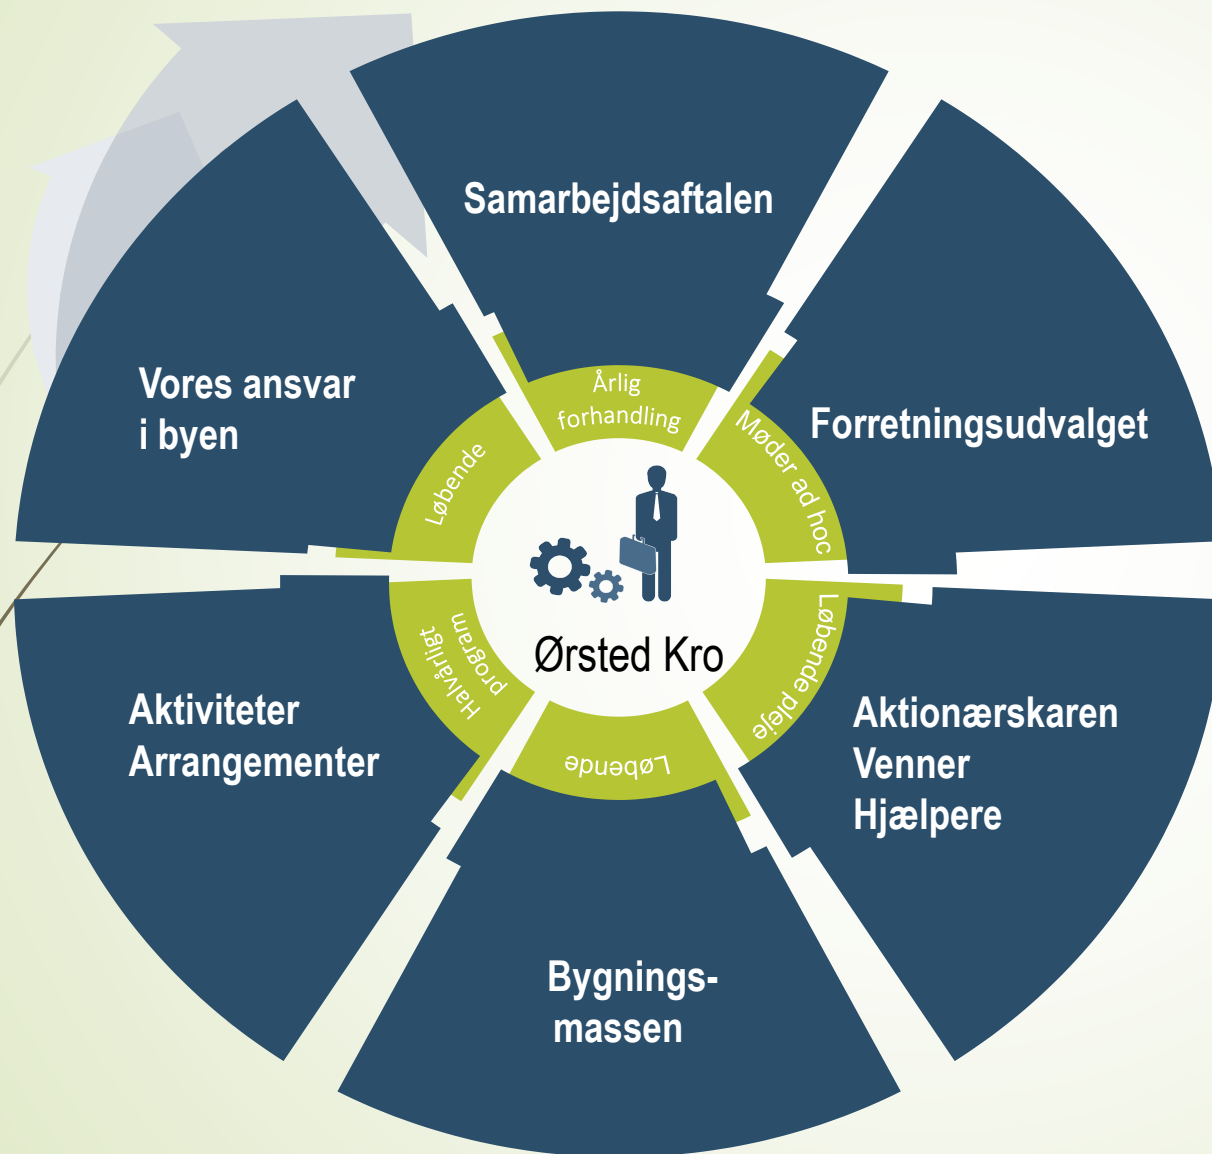 Samarbejdsaftalen
Årlig
forhandling
Forretningsudvalget
Møder ad hoc
Aktionærskaren
Venner
Hjælpere
Løbende pleje
Bygnings-
massen
Løbende
Aktiviteter
Arrangementer
Halvårligt
program
Vores ansvar
i byen
Løbende
Ørsted Kro